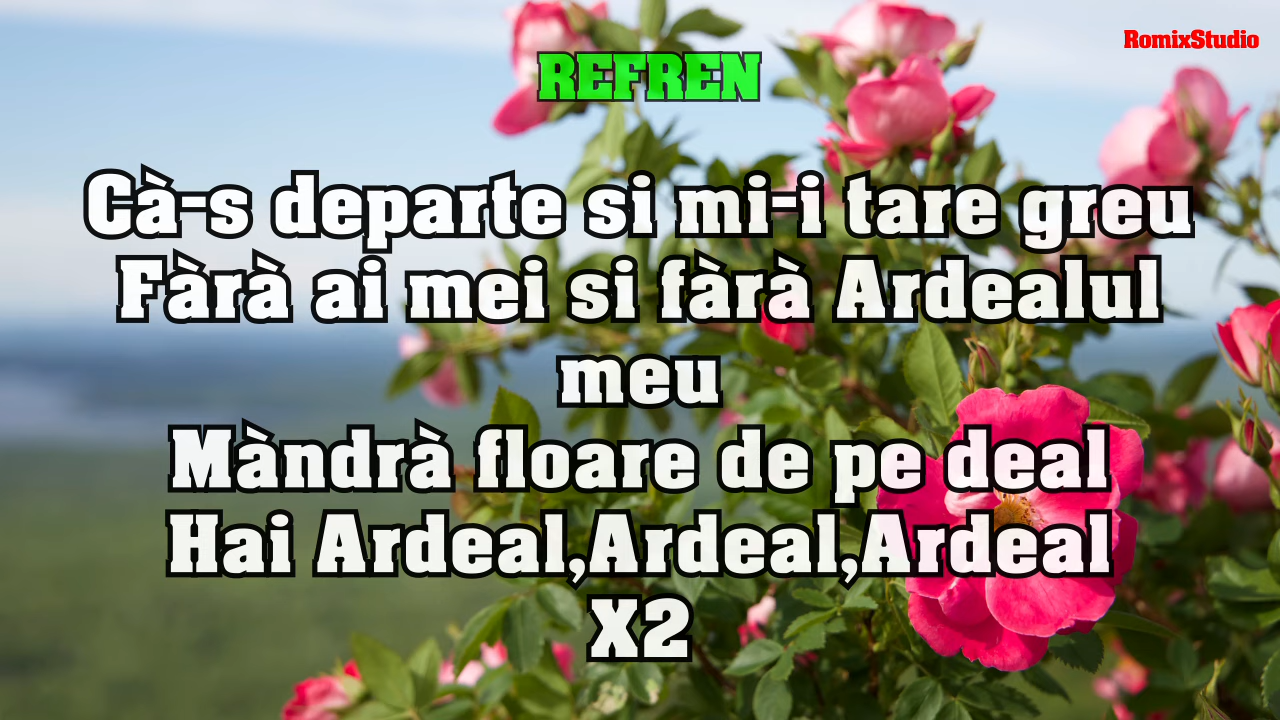 RomixStudio
REFREN
Cà-s departe si mi-i tare greu
Fàrà ai mei si fàrà Ardealul
meu
Màndrà floare de pe deal
Hai Ardeal,Ardeal,Ardeal
X2